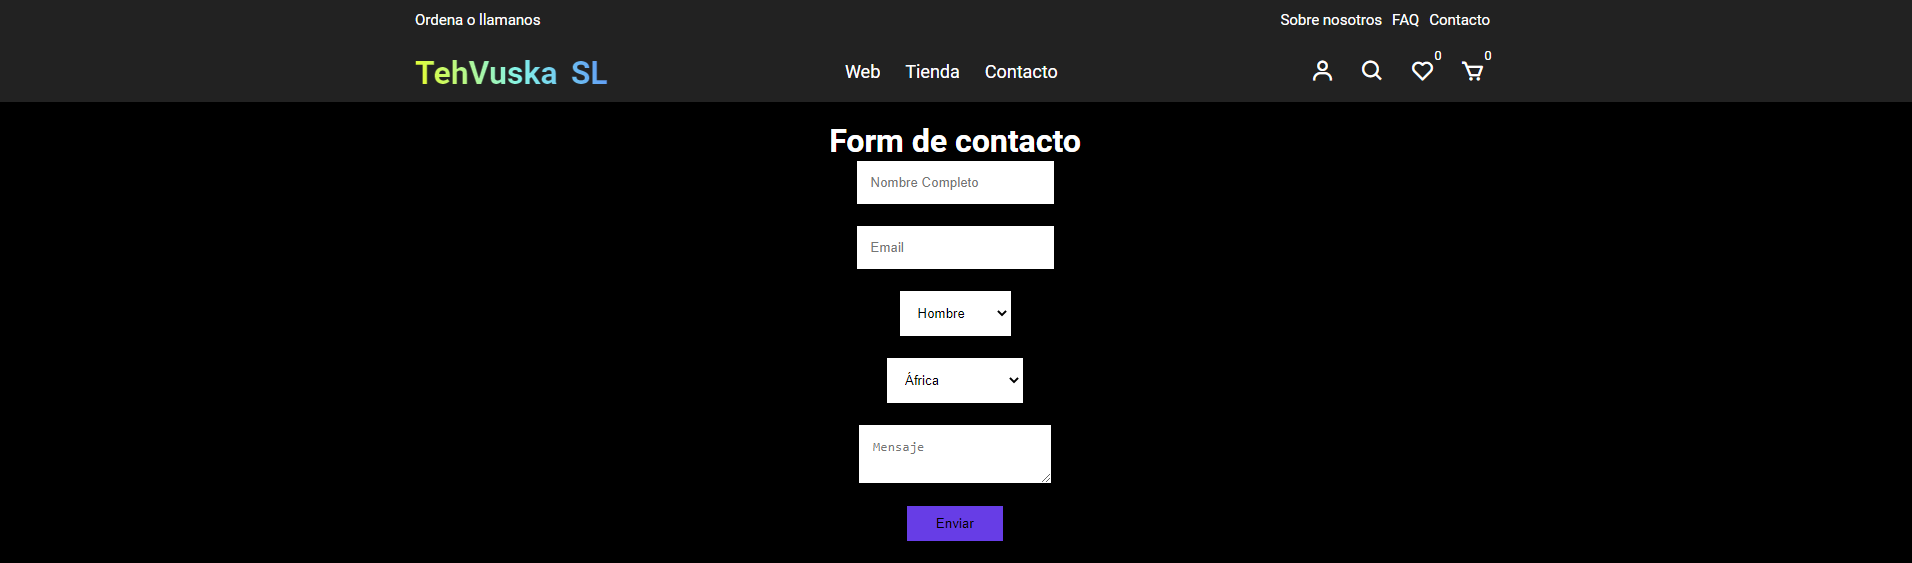 Ordena o llamanos
Sobre nosotros FAQ Contacto
TehVuska SL
Web Tienda Contacto
0
0
Form de contacto
Nombre Completo
Email
Hombre
África
Mensaje
Enviar